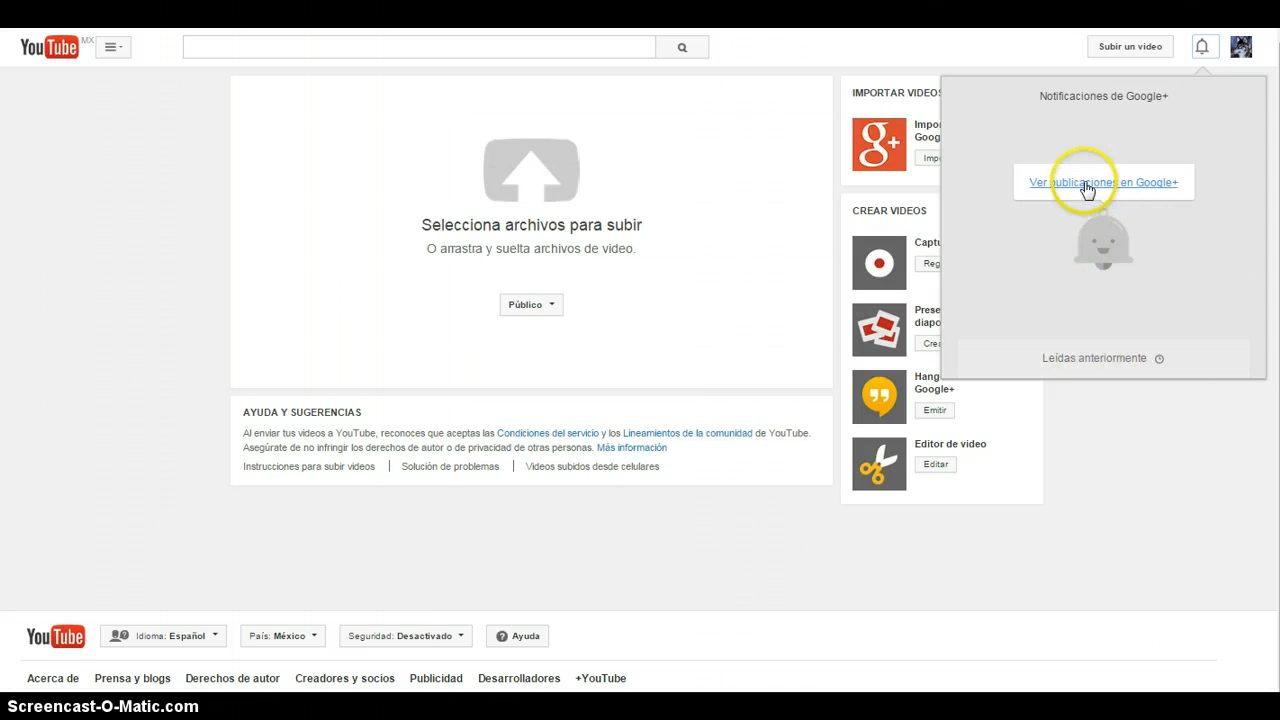 YouTube MX
Subir un video
Notificaciones de Google+
Ver publicaciones en Google+
Leídas anteriormente
Selecciona archivos para subir
O arrastra y suelta archivos de video.
Público
IMPORTAR VIDEOS
CREAR VIDEOS
Google+
Emitir
Editor de video
Editar
AYUDA Y SUGERENCIAS
Al enviar tus videos a YouTube, reconoces que aceptas las Condiciones del servicio y los Lineamientos de la comunidad de YouTube.
Asegúrate de no infringir los derechos de autor o de privacidad de otras personas. Más información
Instrucciones para subir videos
Solución de problemas
Videos subidos desde celulares
YouTube
Idioma: Español
País: México
Seguridad: Desactivado
Ayuda
Acerca de
Prensa y blogs
Derechos de autor
Creadores y socios
Publicidad
Desarrolladores
+YouTube
Screencast-O-Matic.com